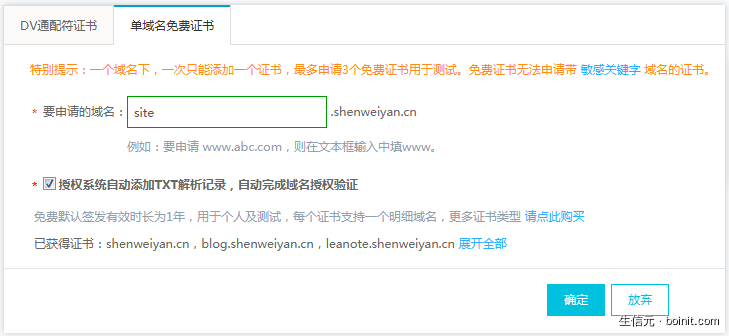 DV通配符证书 单域名免费证书
特别提示：一个域名下，一次只能添加一个证书，最多申请3个免费证书用于测试。免费证书无法申请带 敏感关键字 域名的证书。
* 要申请的域名： site .shenweiyan.cn
例如：要申请 www.abc.com，则在文本框输入中填www。
* 授权系统自动添加TXT解析记录，自动完成域名授权验证
免费默认签发有效时长为1年，用于个人及测试，每个证书支持一个明细域名，更多证书类型 请点此购买
已获得证书：shenweiyan.cn，blog.shenweiyan.cn，leanote.shenweiyan.cn 展开全部
确定 放弃
生信元 · boinit.com